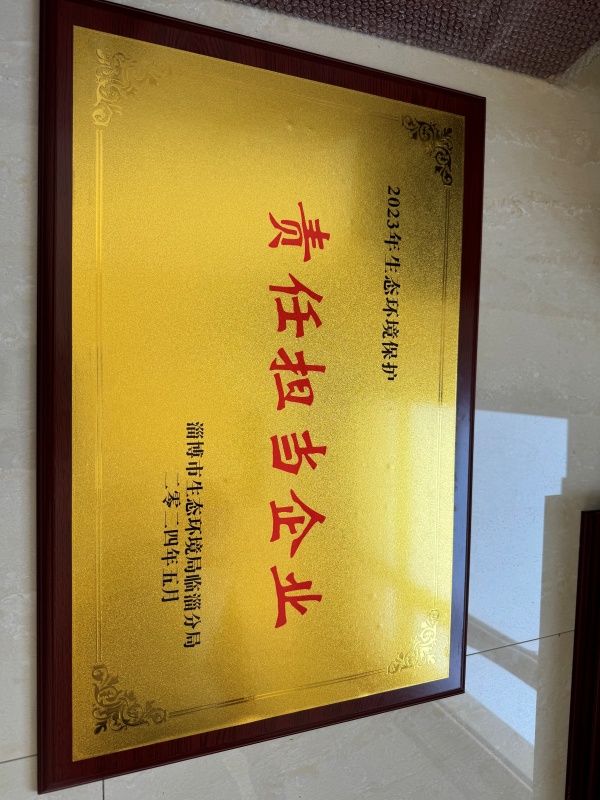 2023年生态环境保护
责任担当企业
淄博市生态环境局临淄分局
二零二四年五月